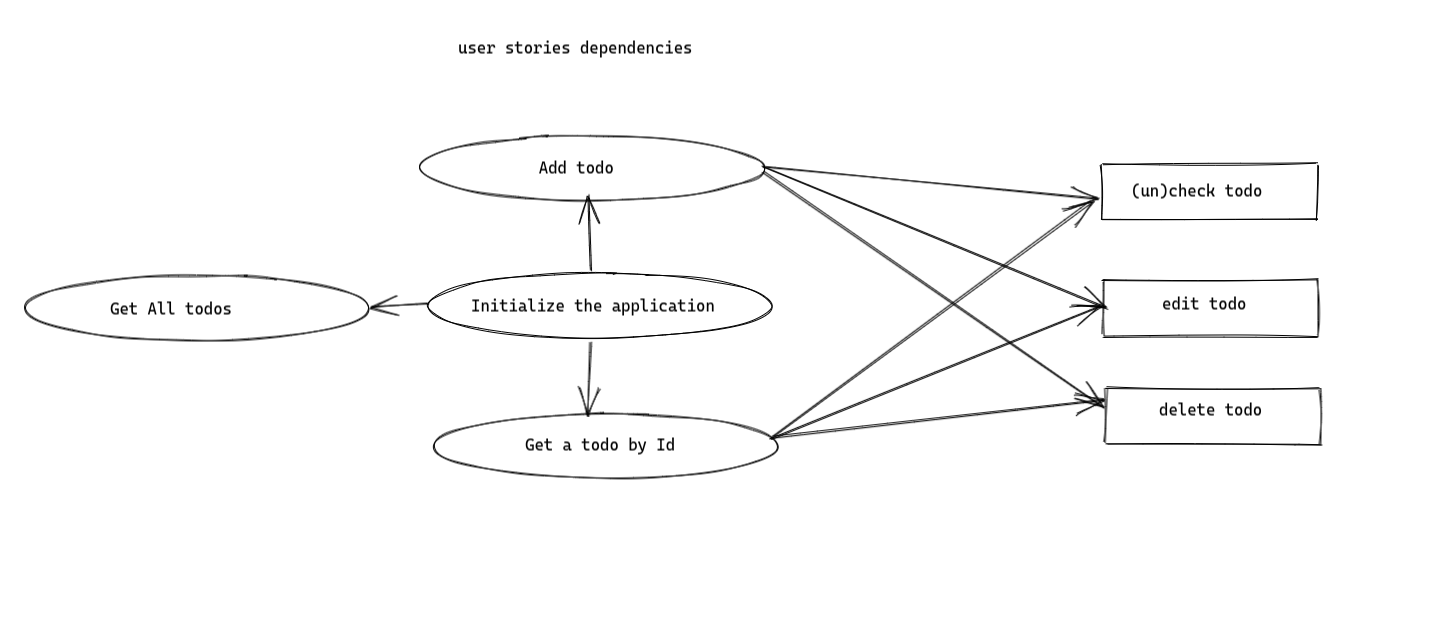 user stories dependencies
Add todo
(un)check todo
Get All todos
Initialize the application
edit todo
delete todo
Get a todo by Id